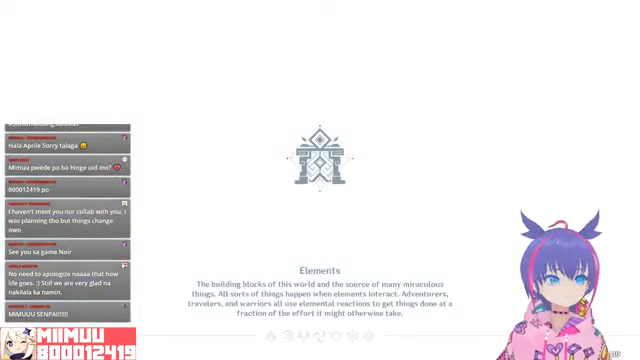 Hala Aprile Sorry talaga
Mimuu pwede po ba hinge uid mo?
800012419 po
I haven't meet you nor collab with you, I
was planning tho but things change
owo
See you sa game Noir
No need to apologize naaaa that how
life goes. :) Still we are very glad na
nakilala ka namin.
MIMUUU SENPAI!!!!!
MIIMUU
800012419
Elements
The building blocks of this world and the source of many miraculous
things. All sorts of things happen when elements interact. Adventurers,
travelers, and warriors all use elemental reactions to get things done at a
fraction of the effort it might otherwise take.